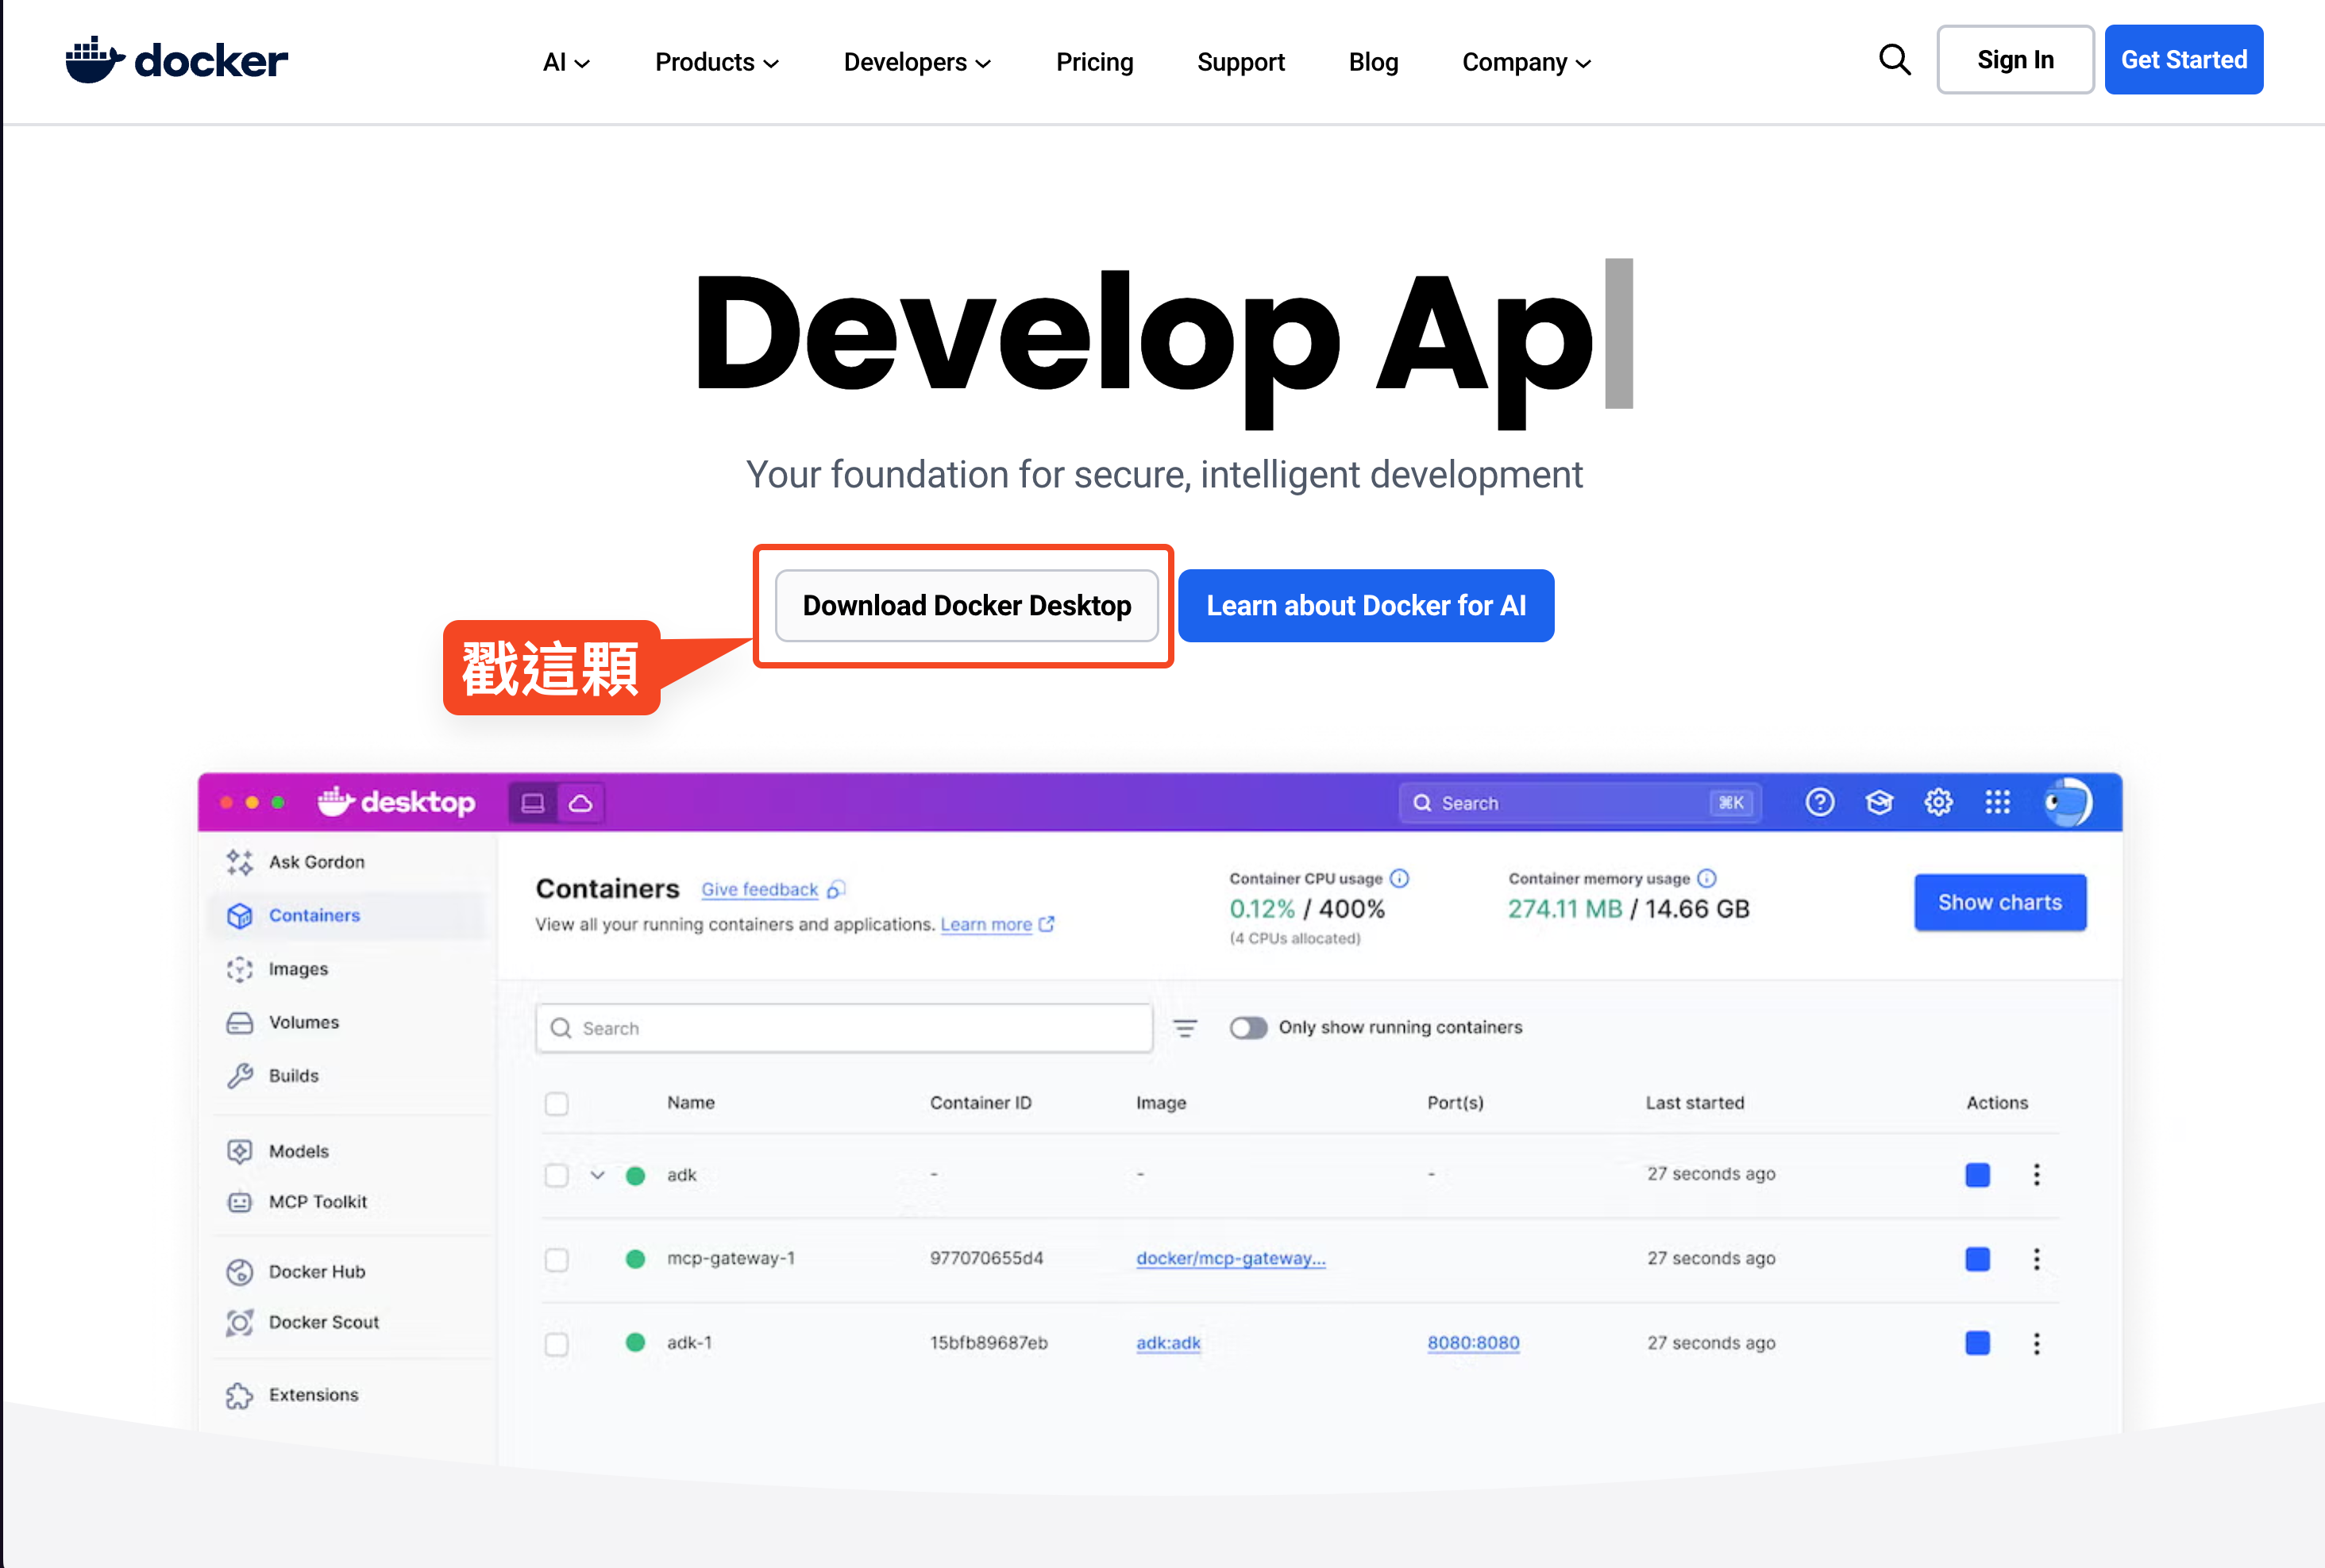 docker
AI Products Developers Pricing Support Blog Company Sign In Get Started
Develop Ap
Your foundation for secure, intelligent development
Download Docker Desktop Learn about Docker for AI
戳這顆
desktop Search ⌘K
Ask Gordon
Containers
Images
Volumes
Builds
Models
MCP Toolkit
Docker Hub
Docker Scout
Extensions
Containers Give feedback
View all your running containers and applications. Learn more
Container CPU usage
0.12% / 400%
(4 CPUs allocated)
Container memory usage
274.11 MB / 14.66 GB
Show charts
Search Only show running containers
Name Container ID Image Port(s) Last started Actions
adk - - - 27 seconds ago
mcp-gateway-1 977070655d4 docker/mcp-gateway... 27 seconds ago
adk-1 15bfb89687eb adk:adk 8080:8080 27 seconds ago